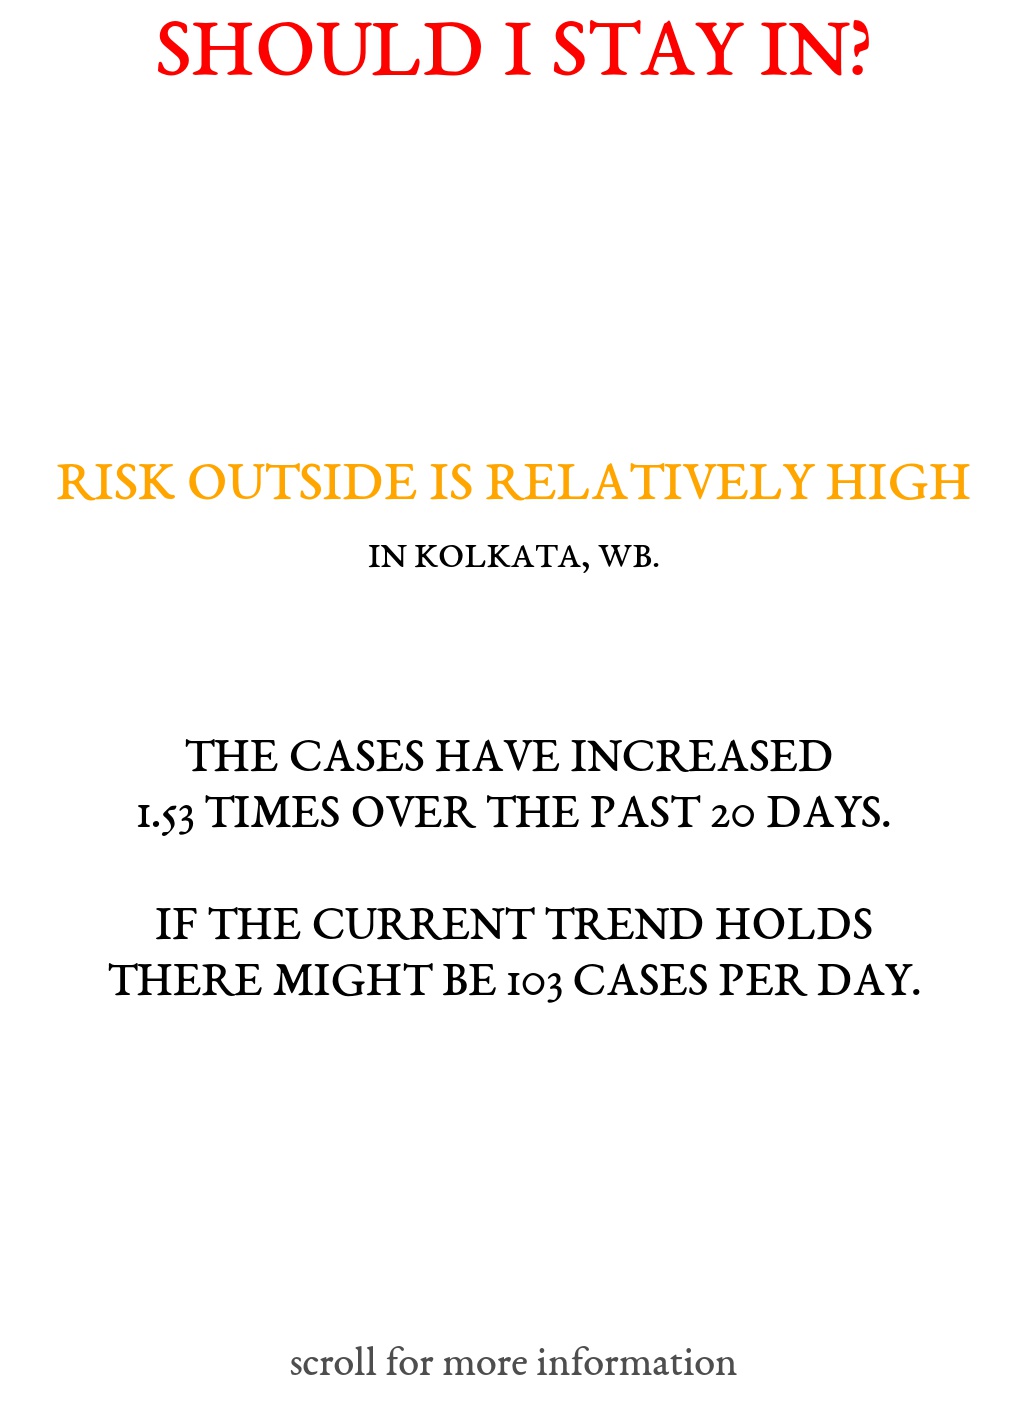 SHOULD I STAY IN?
RISK OUTSIDE IS RELATIVELY HIGH
IN KOLKATA, WB.
THE CASES HAVE INCREASED
1.53 TIMES OVER THE PAST 20 DAYS.
IF THE CURRENT TREND HOLDS
THERE MIGHT BE 103 CASES PER DAY.
scroll for more information